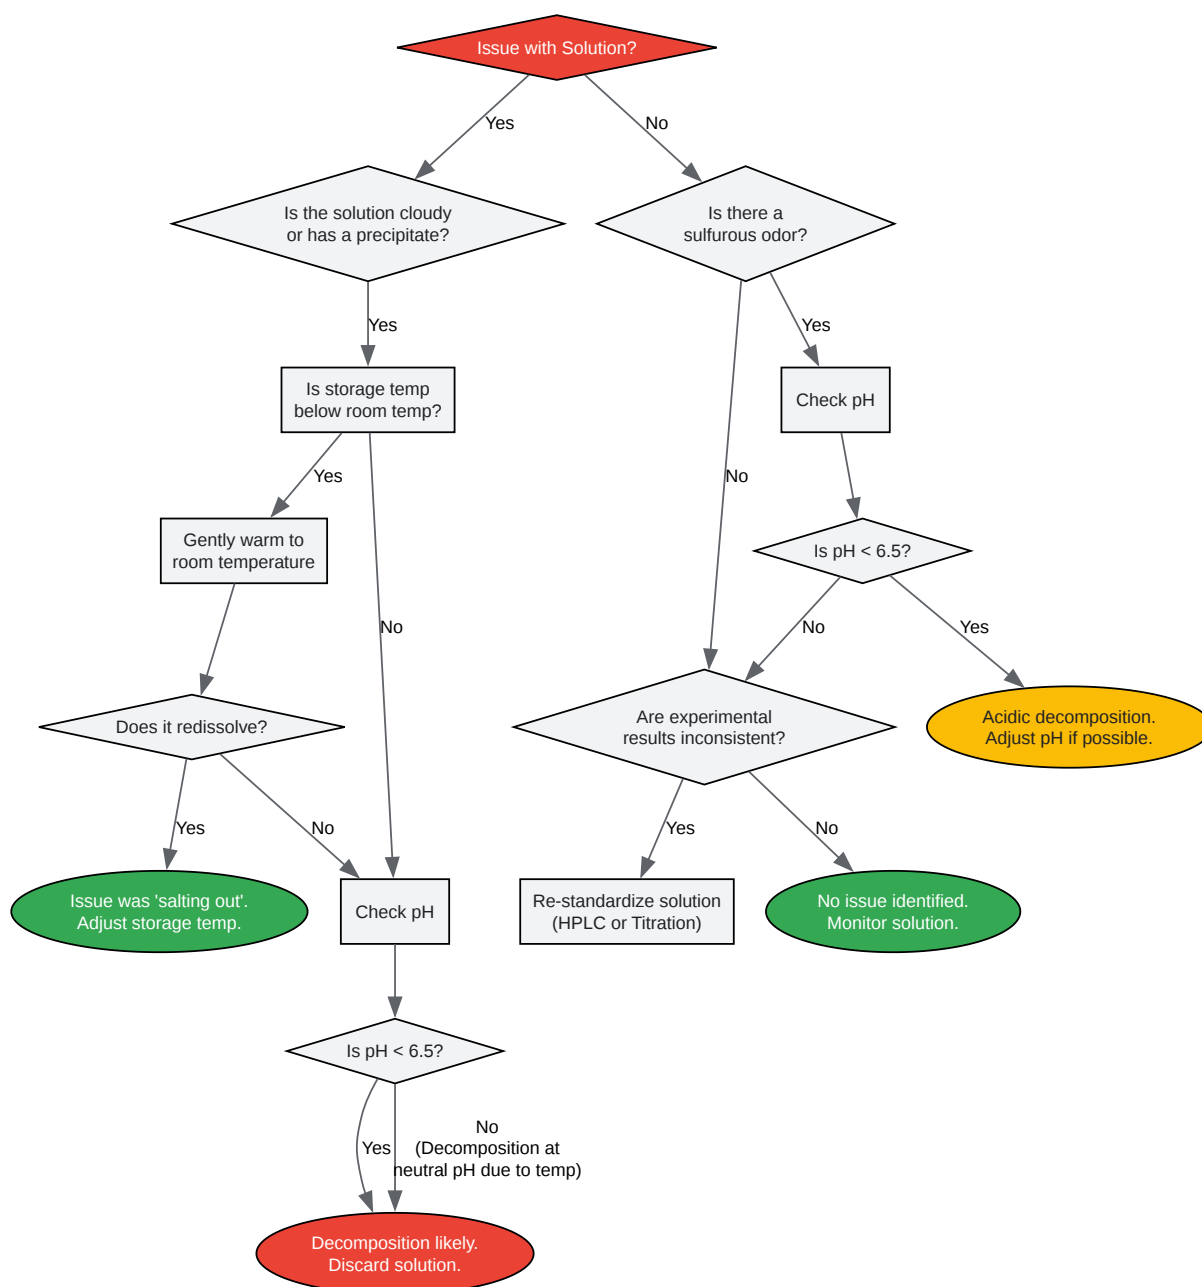 Issue with Solution?
Yes
No
Is the solution cloudy
or has a precipitate?
Is there a
sulfurous odor?
Yes
Yes
Is storage temp
below room temp?
Check pH
Yes
No
Gently warm to
room temperature
Is pH < 6.5?
No
No
Yes
Does it redissolve?
Are experimental
results inconsistent?
Acidic decomposition.
Adjust pH if possible.
Yes
No
Yes
No
Issue was 'salting out'.
Adjust storage temp.
Check pH
Re-standardize solution
(HPLC or Titration)
No issue identified.
Monitor solution.
Is pH < 6.5?
Yes
No
(Decomposition at
neutral pH due to temp)
Decomposition likely.
Discard solution.